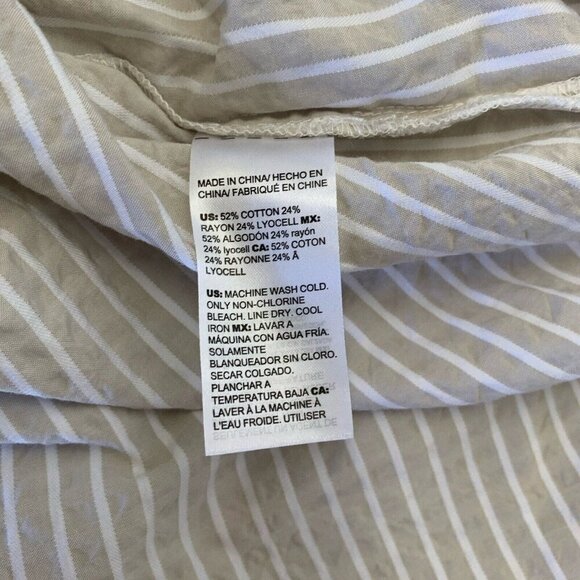 MADE IN CHINA/ HECHO EN
CHINA/ FABRIQUÉ EN CHINE
US: 52% COTTON 24%
RAYON 24% LYOCELL MX:
52% ALGODÓN 24% rayón
24% lyocell CA: 52% COTON
24% RAYONNE 24% Â
LYOCELL
US: MACHINE WASH COLD.
ONLY NON-CHLORINE
BLEACH. LINE DRY. COOL
IRON MX: LAVAR A
MÁQUINA CON AGUA FRÍA.
SOLAMENTE
BLANQUEADOR SIN CLORO.
SECAR COLGADO.
PLANCHAR A
TEMPERATURA BAJA CA:
LAVER À LA MACHINE À
L'EAU FROIDE. UTILISER